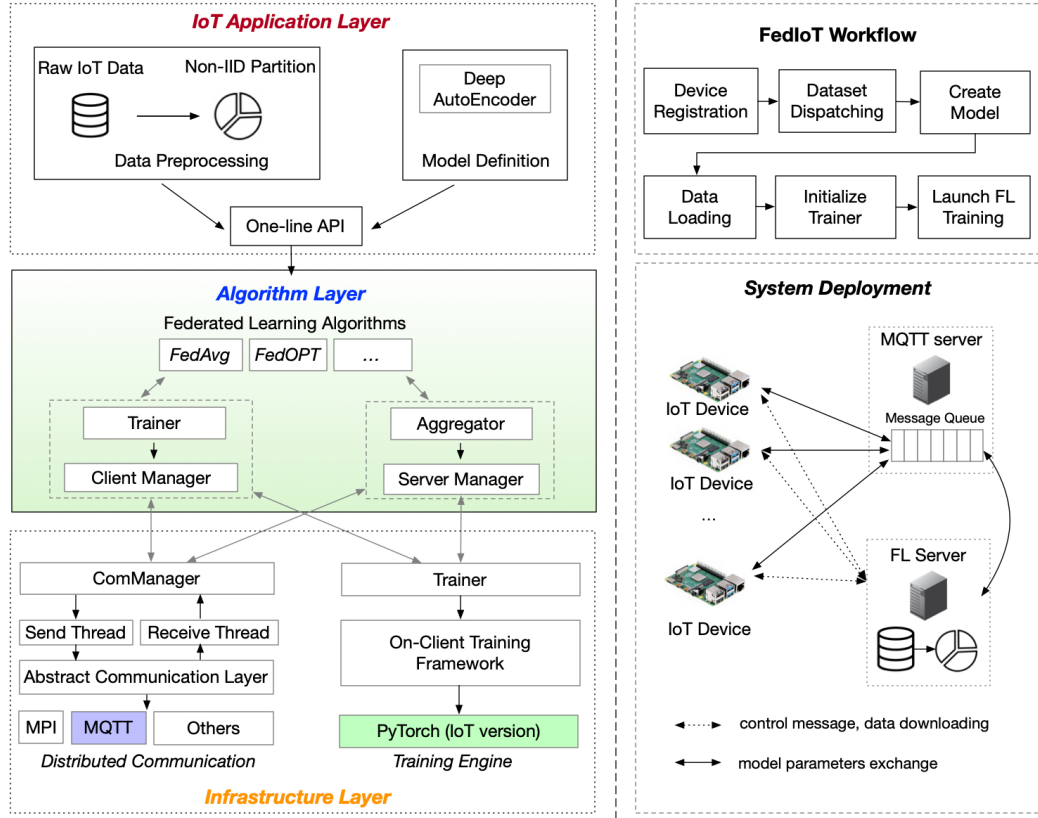 IoT Application Layer
Raw IoT Data
Non-IID Partition
Data Preprocessing
Deep
AutoEncoder
Model Definition
One-line API
Algorithm Layer
Federated Learning Algorithms
FedAvg
FedOPT
...
Trainer
Client Manager
Aggregator
Server Manager
ComManager
Send Thread
Receive Thread
Abstract Communication Layer
MPI
MQTT
Others
Distributed Communication
Trainer
On-Client Training
Framework
PyTorch (IoT version)
Training Engine
Infrastructure Layer
FedIoT Workflow
Device
Registration
Dataset
Dispatching
Create
Model
Data
Loading
Initialize
Trainer
Launch FL
Training
System Deployment
MQTT server
Message Queue
IoT Device
IoT Device
...
IoT Device
FL Server
control message, data downloading
model parameters exchange